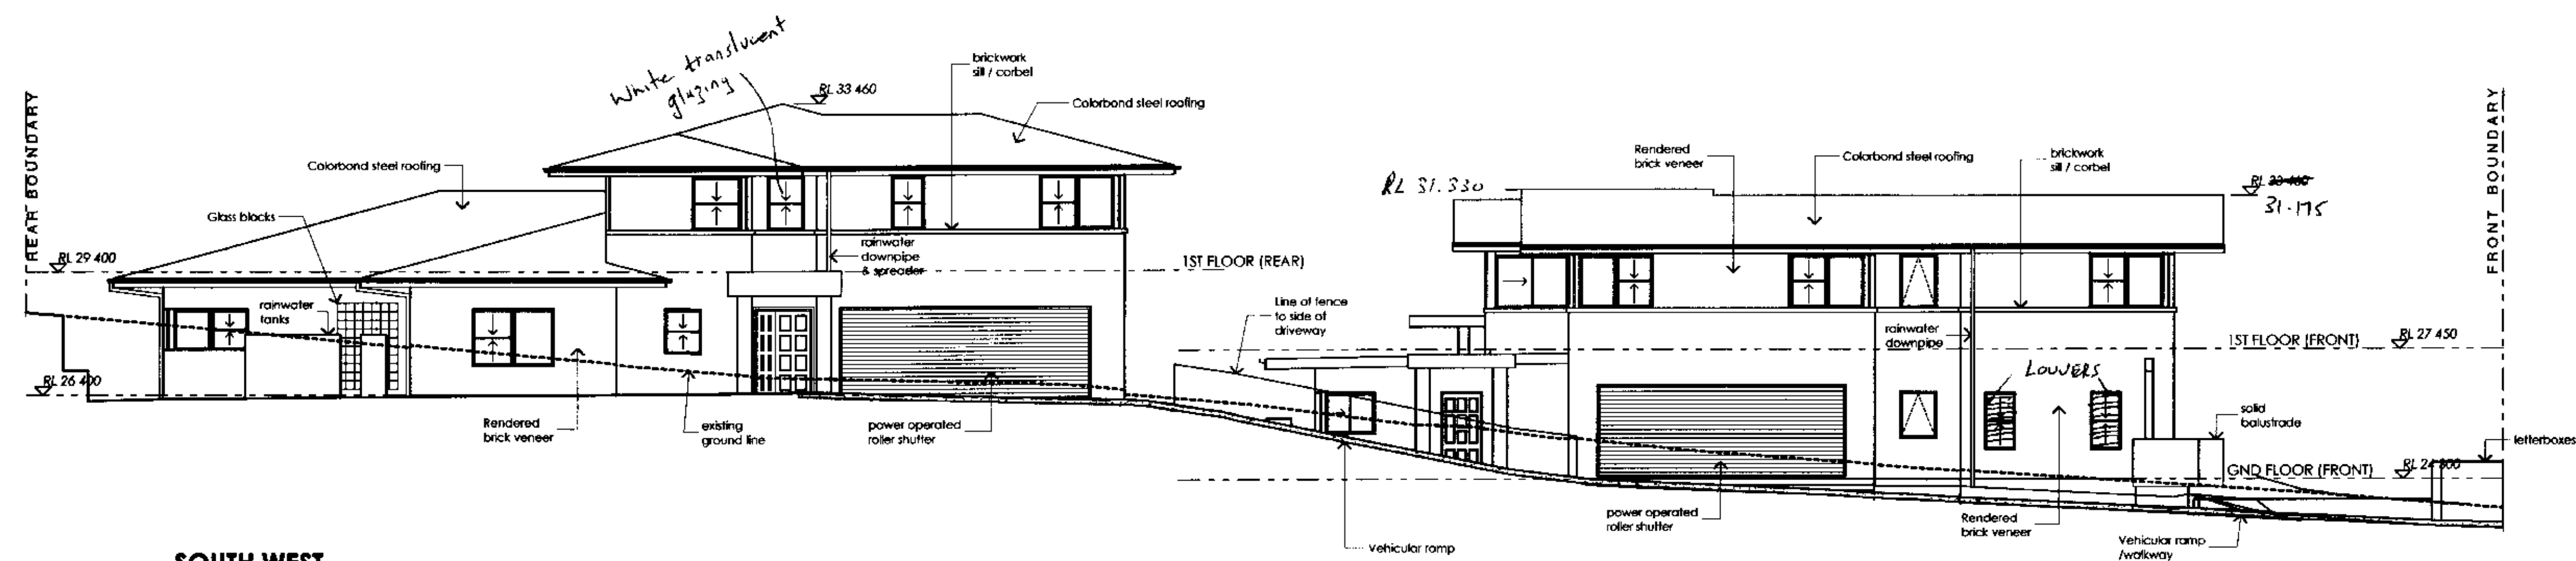 White translucent
glazing
brickwork
sill / corbel
RL 33 460
Colorbond steel roofing
REAR BOUNDARY
Colorbond steel roofing
Glass blocks
RL 29 400
rainwater
tanks
rainwater
downpipe
& spreader
1ST FLOOR (REAR)
RL 26 400
Rendered
brick veneer
existing
ground line
power operated
roller shutter
SOUTH WEST
Rendered
brick veneer
Colorbond steel roofing
brickwork
sill / corbel
FRONT BOUNDARY
RL 31.330
RL 33 460
31.175
Line of fence
to side of
driveway
rainwater
downpipe
1ST FLOOR (FRONT)
RL 27 450
LOUVERS
solid
balustrade
letterboxes
GND FLOOR (FRONT)
RL 24 800
power operated
roller shutter
Rendered
brick veneer
Vehicular ramp
Vehicular ramp
/walkway